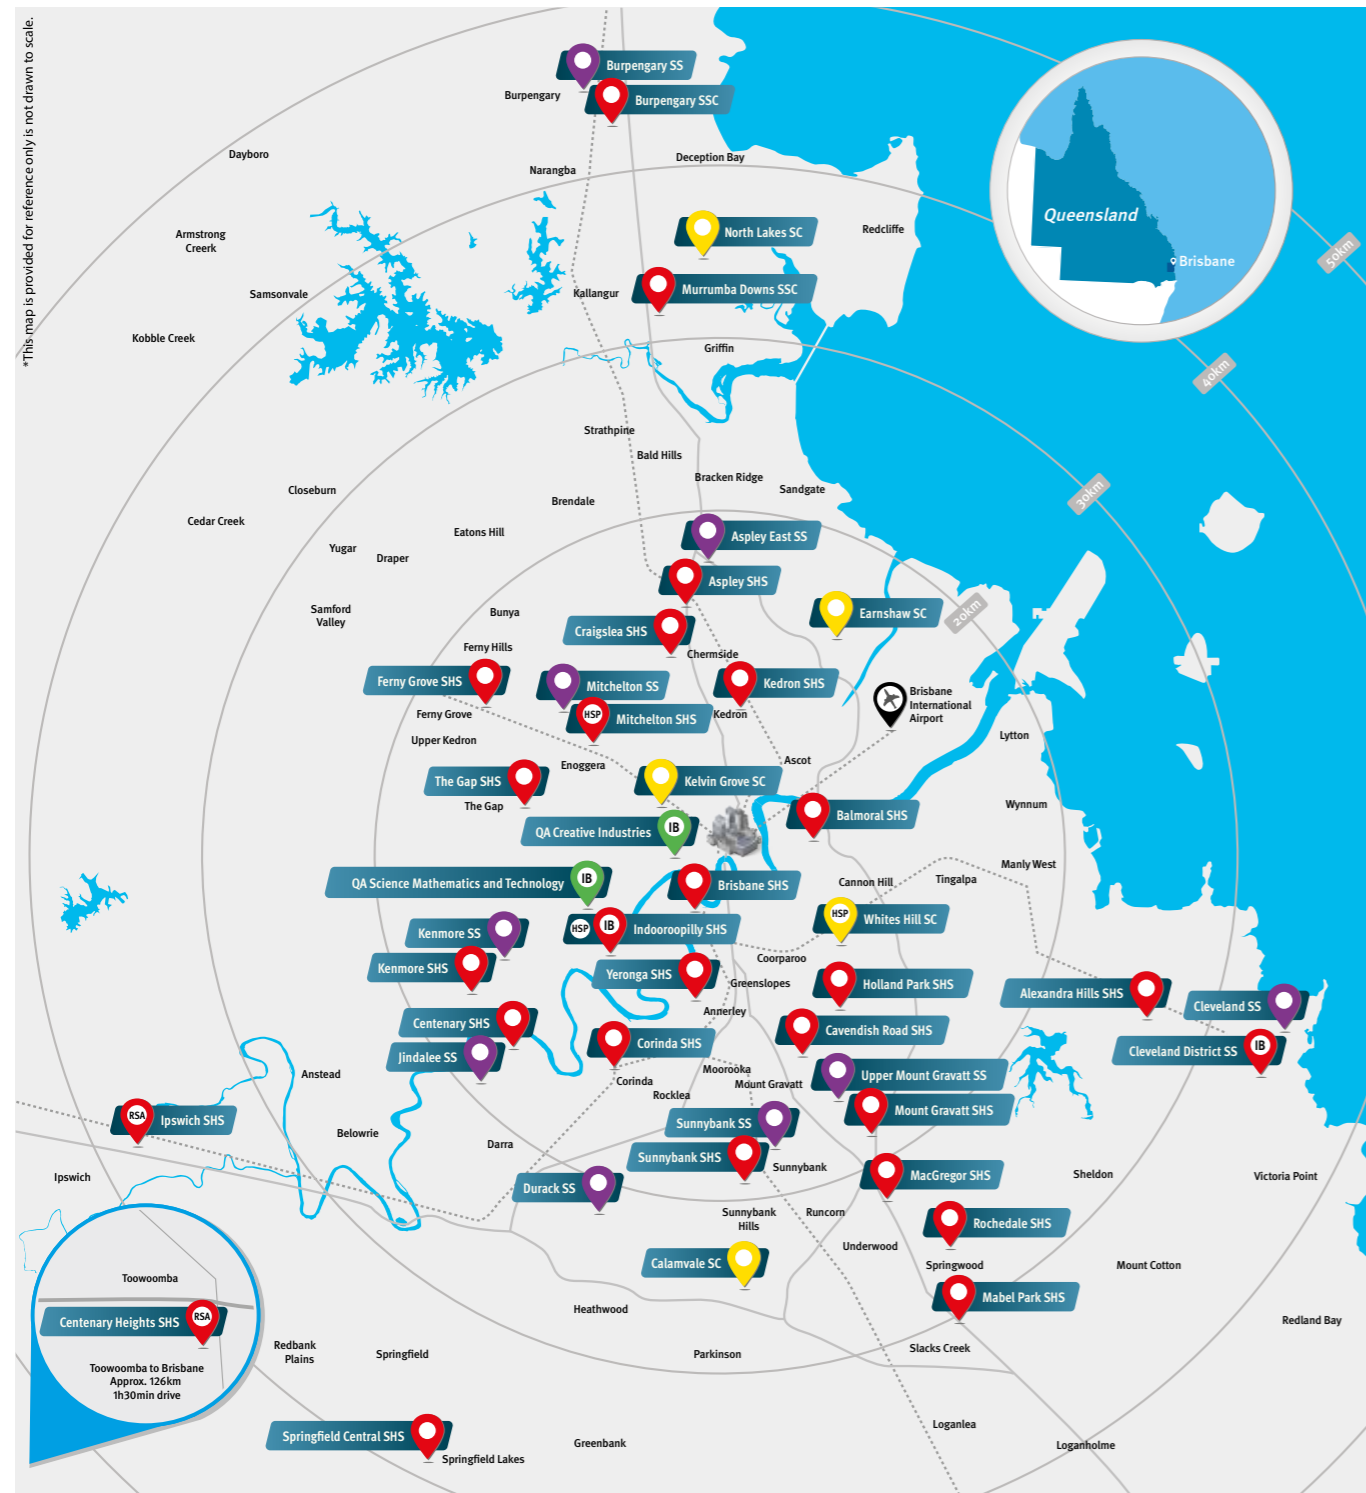 *This map is provided for reference only is not drawn to scale.
Burpengary SS
Burpengary
Burpengary SSC
Dayboro
Deception Bay
Narangba
Armstrong
Creerk
North Lakes SC
Redcliffe
Queensland
Brisbane
50km
Samsonvale
Kallangur
Murrumba Downs SSC
Kobble Creek
Griffin
40km
Strathpine
Bald Hills
Bracken Ridge
Sandgate
Closeburn
Brendale
30km
Cedar Creek
Eatons Hill
Aspley East SS
Yugar
Draper
Aspley SHS
Samford
Valley
Bunya
Earnshaw SC
20km
Craigslea SHS
Ferny Hills
Chermside
Ferny Grove SHS
Mitchelton SS
Kedron SHS
Brisbane
International
Airport
Ferny Grove
HSP
Mitchelton SHS
Kedron
Upper Kedron
Lytton
Enoggera
Ascot
The Gap SHS
Kelvin Grove SC
The Gap
Wynnum
Balmoral SHS
QA Creative Industries
IB
Manly West
QA Science Mathematics and Technology
IB
Brisbane SHS
Cannon Hill
Tingalpa
Kenmore SS
HSP
IB
Indooroopilly SHS
HSP
Whites Hill SC
Kenmore SHS
Yeronga SHS
Coorparoo
Greenslopes
Holland Park SHS
Alexandra Hills SHS
Cleveland SS
Annerley
Centenary SHS
Cavendish Road SHS
Jindalee SS
Corinda SHS
Cleveland District SS
IB
Anstead
Corinda
Moorooka
Mount Gravatt
Upper Mount Gravatt SS
Rocklea
RSA
Ipswich SHS
Mount Gravatt SHS
Sunnybank SS
Belowrie
Darra
Sunnybank SHS
Sunnybank
MacGregor SHS
Sheldon
Victoria Point
Ipswich
Durack SS
Sunnybank
Hills
Runcorn
Rochedale SHS
Underwood
Calamvale SC
Springwood
Mount Cotton
Toowoomba
Mabel Park SHS
Heathwood
Centenary Heights SHS
RSA
Redland Bay
Redbank
Plains
Springfield
Parkinson
Slacks Creek
Toowoomba to Brisbane
Approx. 126km
1h30min drive
Springfield Central SHS
Springfield Lakes
Greenbank
Loganlea
Loganholme